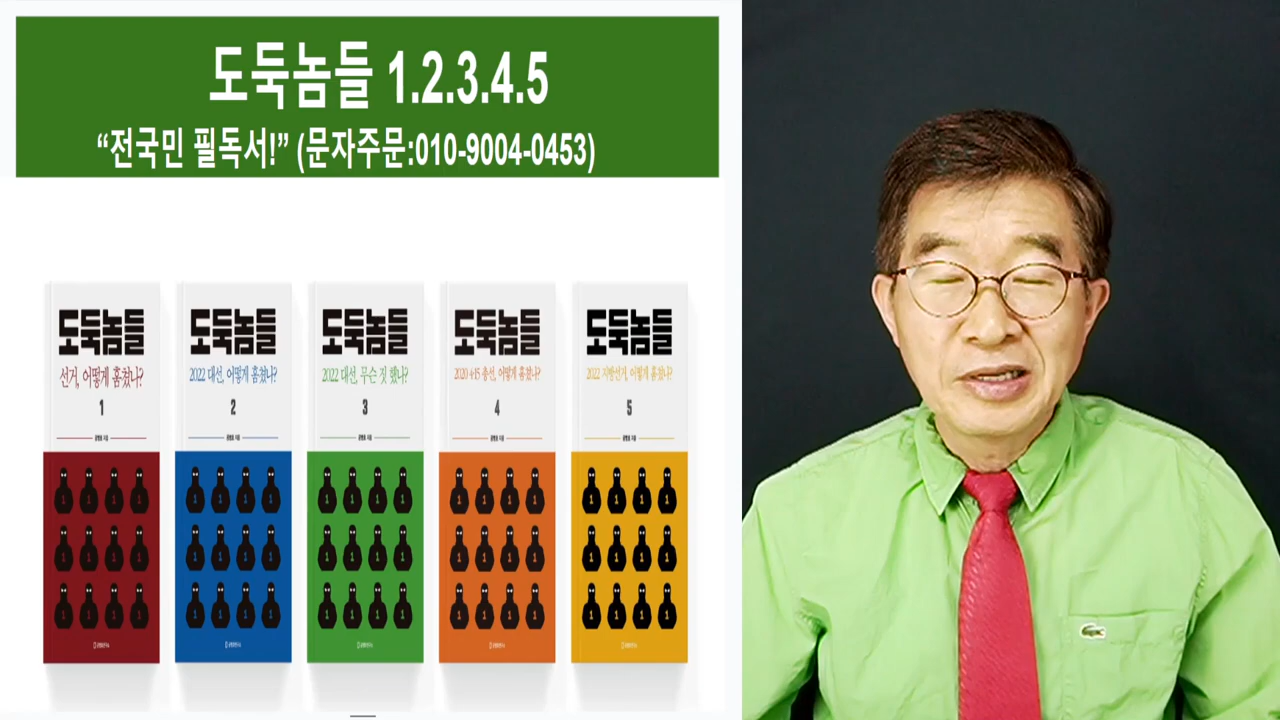 도둑놈들 1.2.3.4.5
“전국민 필독서!” (문자주문:010-9004-0453)
도둑놈들
선거, 어떻게 훔쳤나?
1
도둑놈들
2022 대선, 어떻게 훔쳤나?
2
도둑놈들
2022 대선, 무슨 짓 했나?
3
도둑놈들
2020 4·15 총선, 어떻게 훔쳤나?
4
도둑놈들
2022 지방선거, 어떻게 훔쳤나?
5